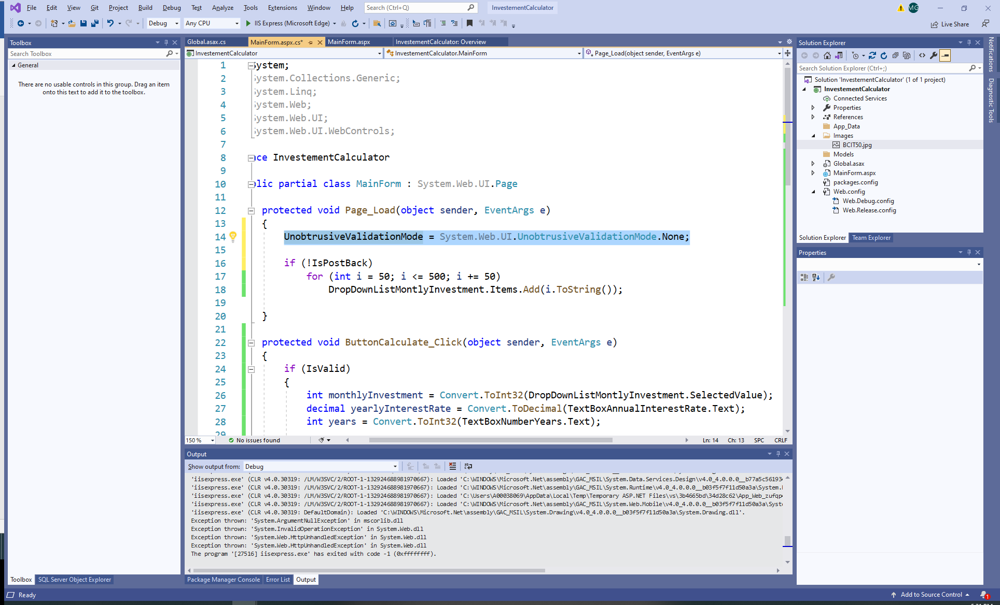 File Edit View Git Project Build Debug Test Analyze Tools Extensions Window Help Search (Ctrl+Q) InvestementCalculator MG
Debug Any CPU IIS Express (Microsoft Edge) Live Share
Toolbox
Search Toolbox
General
There are no usable controls in this group. Drag an item
onto this text to add it to the toolbox.
Toolbox SQL Server Object Explorer
Global.asax.cs MainForm.aspx.cs* MainForm.aspx InvestementCalculator: Overview
InvestementCalculator InvestementCalculator.MainForm Page_Load(object sender, EventArgs e)
1 System;
2 System.Collections.Generic;
3 System.Linq;
4 System.Web;
5 System.Web.UI;
6 System.Web.UI.WebControls;
7
8 ce InvestementCalculator
9
10 lic partial class MainForm : System.Web.UI.Page
11
12 protected void Page_Load(object sender, EventArgs e)
13 {
14 UnobtrusiveValidationMode = System.Web.UI.UnobtrusiveValidationMode.None;
15
16 if (!IsPostBack)
17 for (int i = 50; i <= 500; i += 50)
18 DropDownListMontlyInvestment.Items.Add(i.ToString());
19
20 }
21
22 protected void ButtonCalculate_Click(object sender, EventArgs e)
23 {
24 if (IsValid)
25 {
26 int monthlyInvestment = Convert.ToInt32(DropDownListMontlyInvestment.SelectedValue);
27 decimal yearlyInterestRate = Convert.ToDecimal(TextBoxAnnualInterestRate.Text);
28 int years = Convert.ToInt32(TextBoxNumberYears.Text);
29
150 % No issues found Ln: 14 Ch: 13 SPC CRLF
Output
Show output from: Debug
'iisexpress.exe' (CLR v4.0.30319: /LM/W3SVC/2/ROOT-1-132924688981970667): Loaded 'C:\WINDOWS\Microsoft.Net\assembly\GAC_MSIL\System.Data.Services.Design\v4.0_4.0.0.0__b77a5c56193
'iisexpress.exe' (CLR v4.0.30319: /LM/W3SVC/2/ROOT-1-132924688981970667): Loaded 'C:\WINDOWS\Microsoft.Net\assembly\GAC_MSIL\System.Runtime\v4.0_4.0.0.0__b03f5f7f11d50a3a\System.
'iisexpress.exe' (CLR v4.0.30319: /LM/W3SVC/2/ROOT-1-132924688981970667): Loaded 'C:\Users\A00038069\AppData\Local\Temp\Temporary ASP.NET Files\vs\3b4665bd\34d28c62\App_Web_zufqp
'iisexpress.exe' (CLR v4.0.30319: /LM/W3SVC/2/ROOT-1-132924688981970667): Loaded 'C:\WINDOWS\Microsoft.Net\assembly\GAC_MSIL\System.Web.Mobile\v4.0_4.0.0.0__b03f5f7f11d50a3a\Syste
'iisexpress.exe' (CLR v4.0.30319: DefaultDomain): Loaded 'C:\WINDOWS\Microsoft.Net\assembly\GAC_MSIL\System.Drawing\v4.0_4.0.0.0__b03f5f7f11d50a3a\System.Drawing.dll'.
Exception thrown: 'System.ArgumentNullException' in mscorlib.dll
Exception thrown: 'System.InvalidOperationException' in System.Web.dll
Exception thrown: 'System.Web.HttpUnhandledException' in System.Web.dll
Exception thrown: 'System.Web.HttpUnhandledException' in System.Web.dll
The program '[27516] iisexpress.exe' has exited with code -1 (0xffffffff).
Package Manager Console Error List Output
Solution Explorer
Search Solution Explorer (Ctrl+;)
Solution 'InvestementCalculator' (1 of 1 project)
InvestementCalculator
Connected Services
Properties
References
App_Data
Images
BCIT50.jpg
Models
Global.asax
MainForm.aspx
packages.config
Web.config
Web.Debug.config
Web.Release.config
Solution Explorer Team Explorer
Properties
Notifications
Diagnostic Tools
Ready Add to Source Control 1